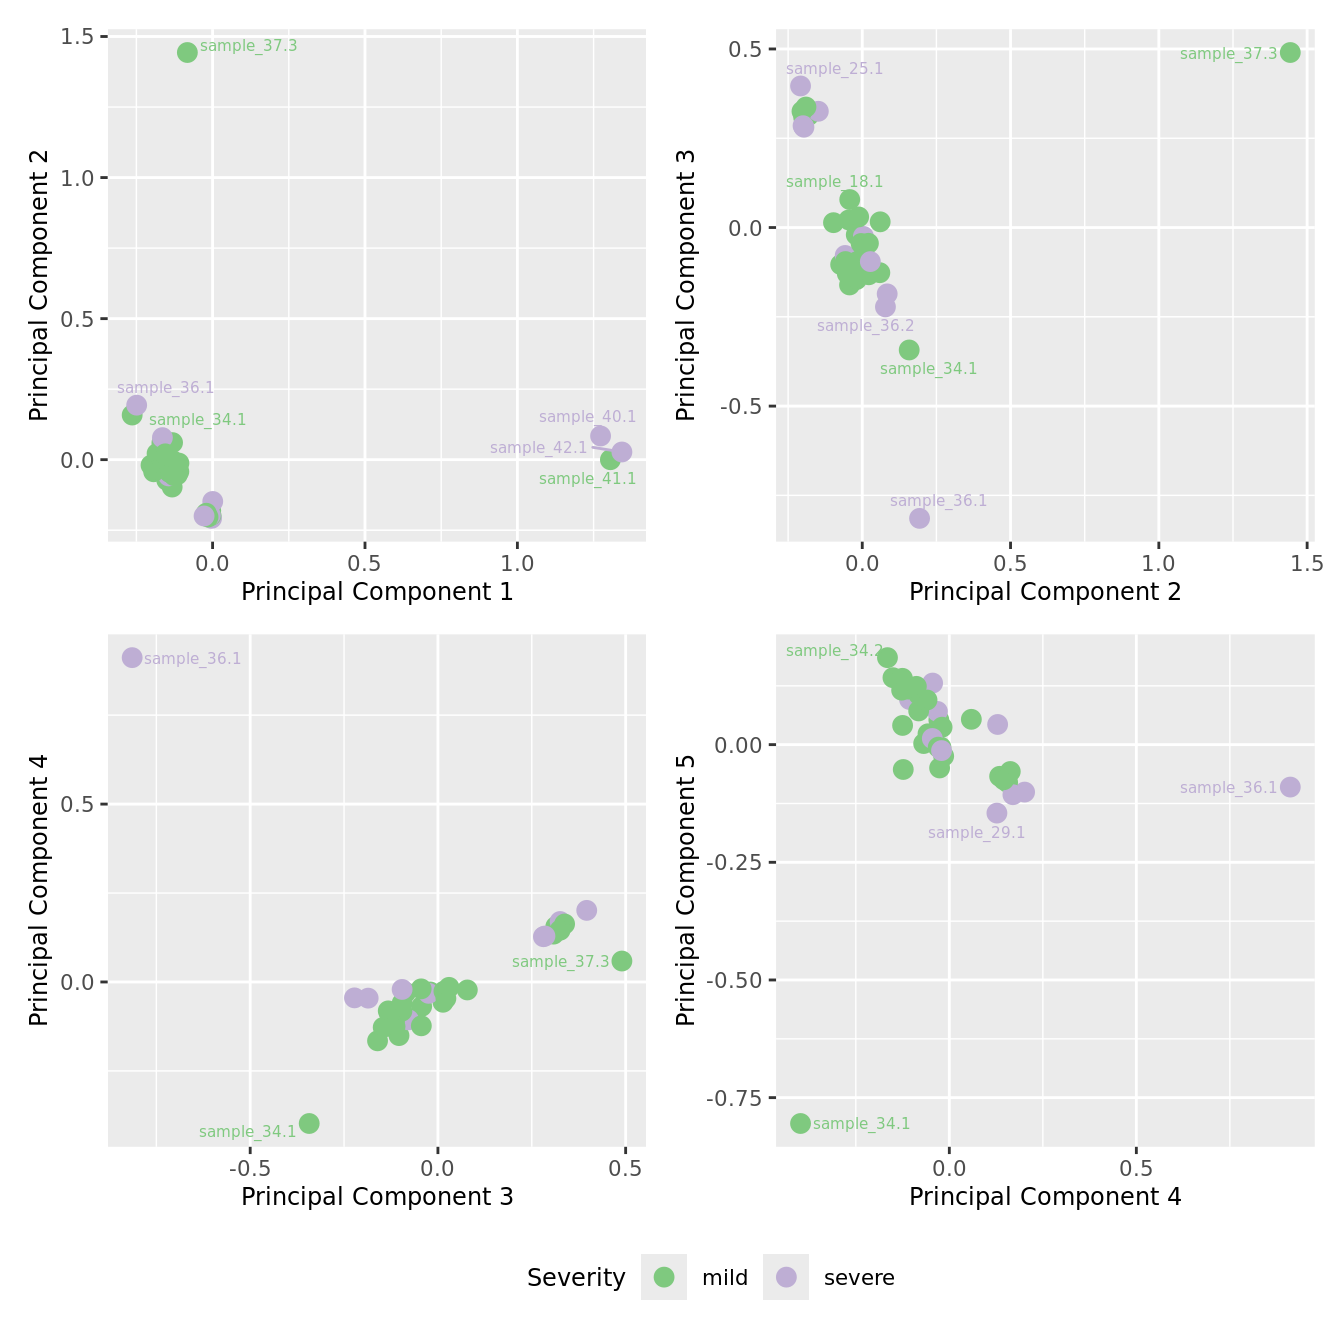 1.5
1.0
0.5
0.0
Principal Component 2
sample_37.3
sample_36.1
sample_34.1
sample_40.1
sample_42.1
sample_41.1
0.0 0.5 1.0
Principal Component 1
0.5
0.0
-0.5
Principal Component 3
sample_37.3
sample_25.1
sample_18.1
sample_36.2
sample_34.1
sample_36.1
0.0 0.5 1.0 1.5
Principal Component 2
0.5
0.0
Principal Component 4
sample_36.1
sample_37.3
sample_34.1
-0.5 0.0 0.5
Principal Component 3
0.00
-0.25
-0.50
-0.75
Principal Component 5
sample_34.2
sample_36.1
sample_29.1
sample_34.1
0.0 0.5
Principal Component 4
Severity mild severe